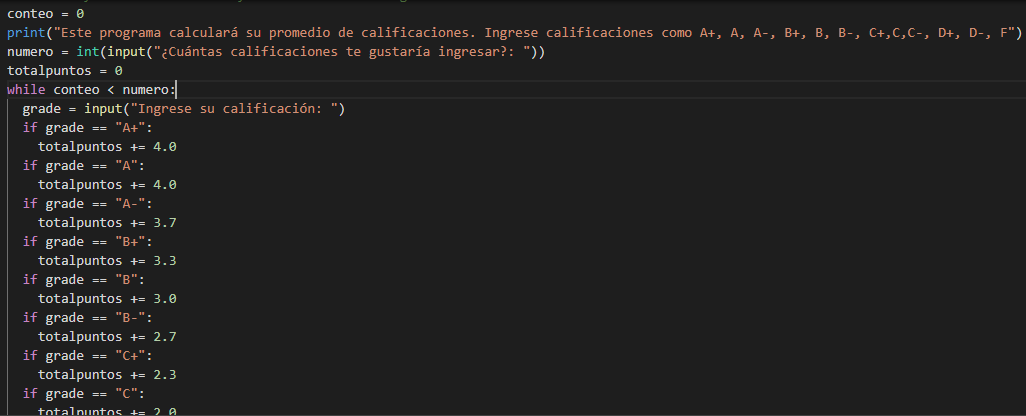 conteo = 0
print("Este programa calculará su promedio de calificaciones. Ingrese calificaciones como A+, A, A-, B+, B, B-, C+,C,C-, D+, D-, F")
numero = int(input("¿Cuántas calificaciones te gustaría ingresar?: "))
totalpuntos = 0
while conteo < numero:
  grade = input("Ingrese su calificación: ")
  if grade == "A+":
    totalpuntos += 4.0
  if grade == "A":
    totalpuntos += 4.0
  if grade == "A-":
    totalpuntos += 3.7
  if grade == "B+":
    totalpuntos += 3.3
  if grade == "B":
    totalpuntos += 3.0
  if grade == "B-":
    totalpuntos += 2.7
  if grade == "C+":
    totalpuntos += 2.3
  if grade == "C":
    totalpuntos += 2.0